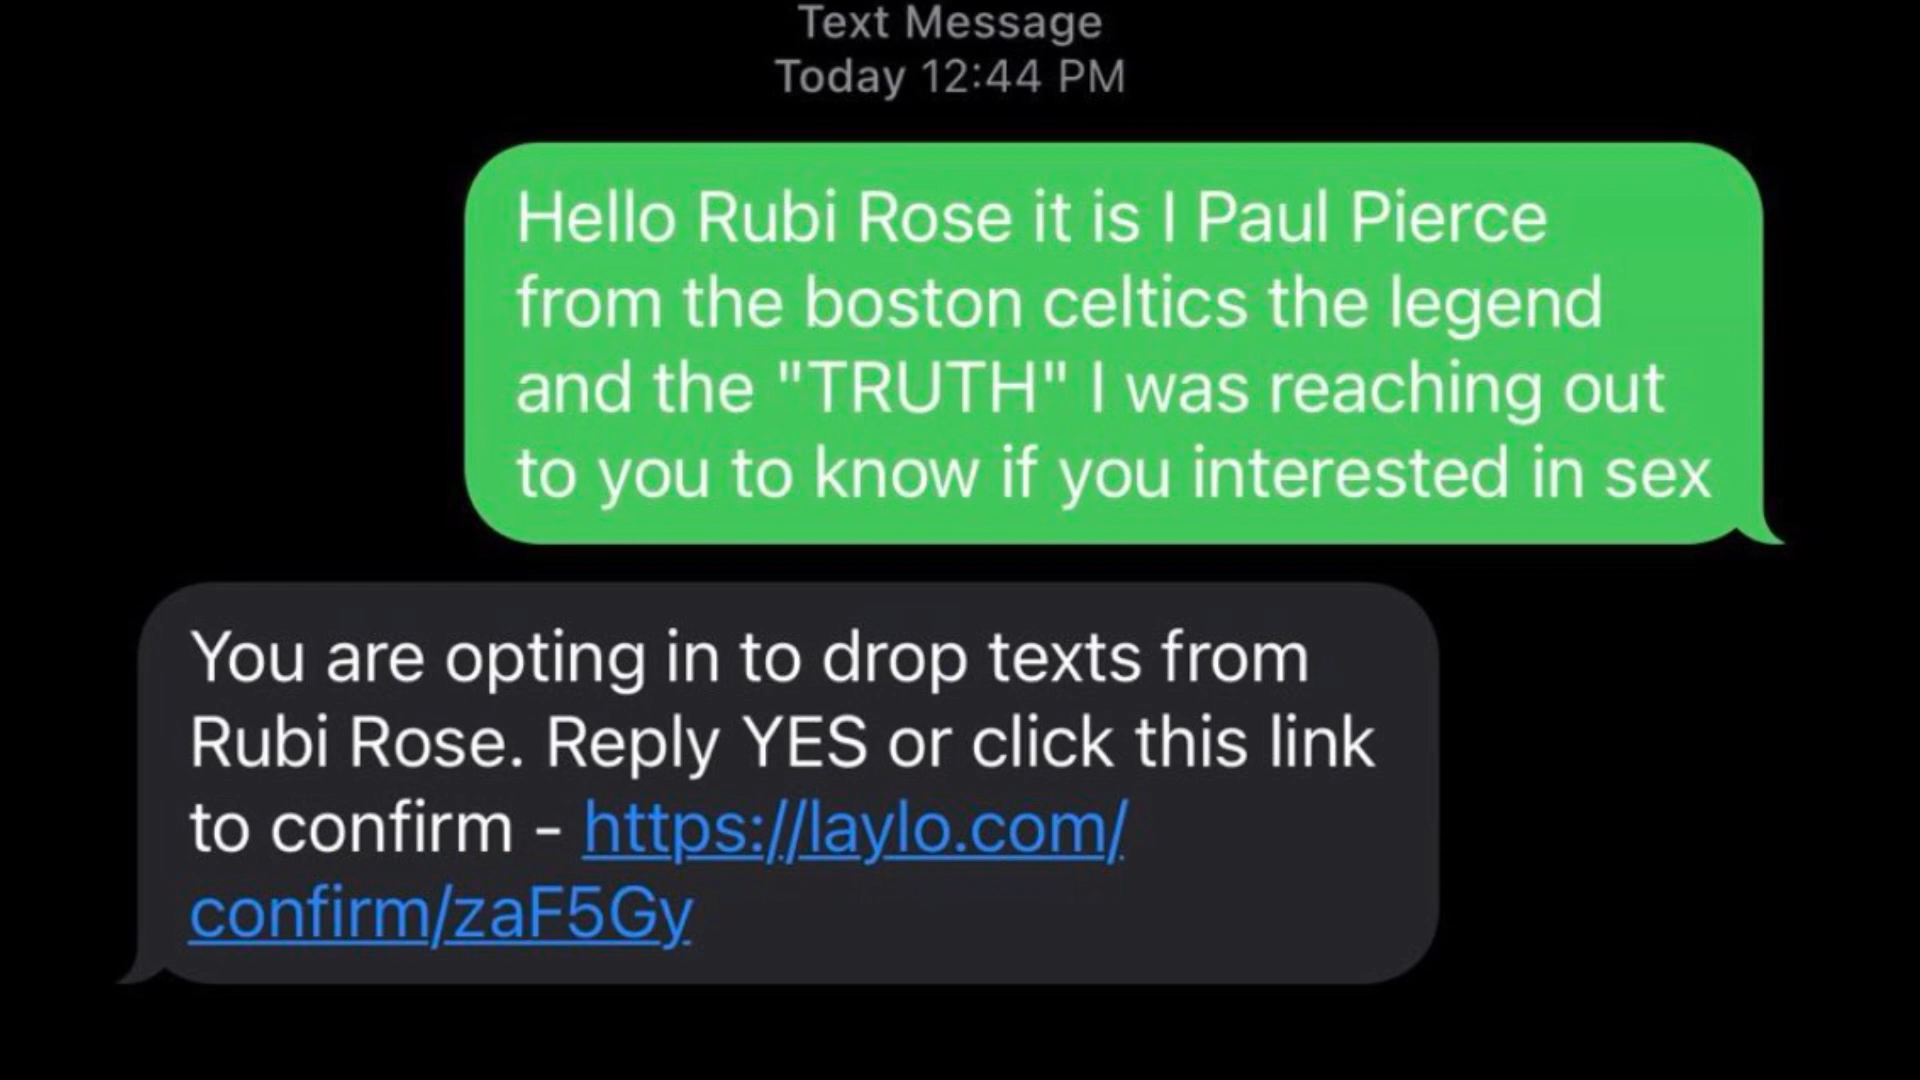 Text Message
Today 12:44 PM
Hello Rubi Rose it is I Paul Pierce
from the boston celtics the legend
and the "TRUTH" I was reaching out
to you to know if you interested in sex
You are opting in to drop texts from
Rubi Rose. Reply YES or click this link
to confirm - https://laylo.com/
confirm/zaF5Gy